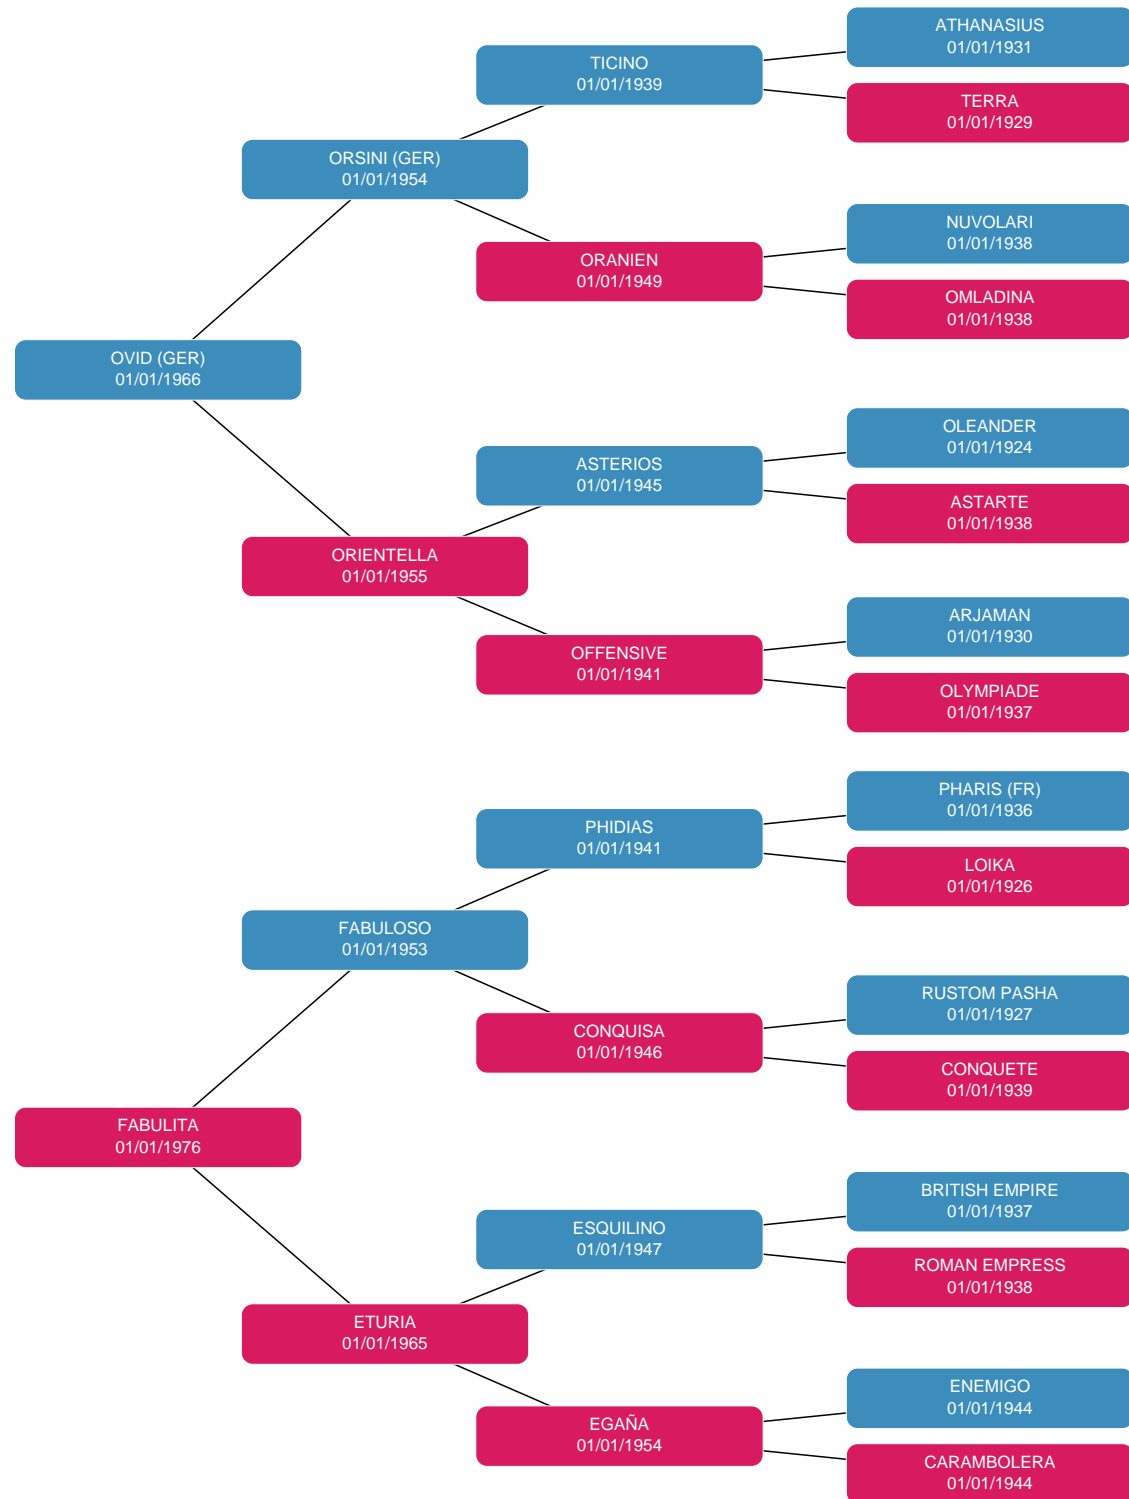 ATHANASIUS
01/01/1931
TICINO
01/01/1939
TERRA
01/01/1929
ORSINI (GER)
01/01/1954
NUVOLARI
01/01/1938
ORANIEN
01/01/1949
OMLADINA
01/01/1938
OVID (GER)
01/01/1966
OLEANDER
01/01/1924
ASTERIOS
01/01/1945
ASTARTE
01/01/1938
ORIENTELLA
01/01/1955
ARJAMAN
01/01/1930
OFFENSIVE
01/01/1941
OLYMPIADE
01/01/1937
PHARIS (FR)
01/01/1936
PHIDIAS
01/01/1941
LOIKA
01/01/1926
FABULOSO
01/01/1953
RUSTOM PASHA
01/01/1927
CONQUISA
01/01/1946
CONQUETE
01/01/1939
FABULITA
01/01/1976
BRITISH EMPIRE
01/01/1937
ESQUILINO
01/01/1947
ROMAN EMPRESS
01/01/1938
ETURIA
01/01/1965
ENEMIGO
01/01/1944
EGAÑA
01/01/1954
CARAMBOLERA
01/01/1944